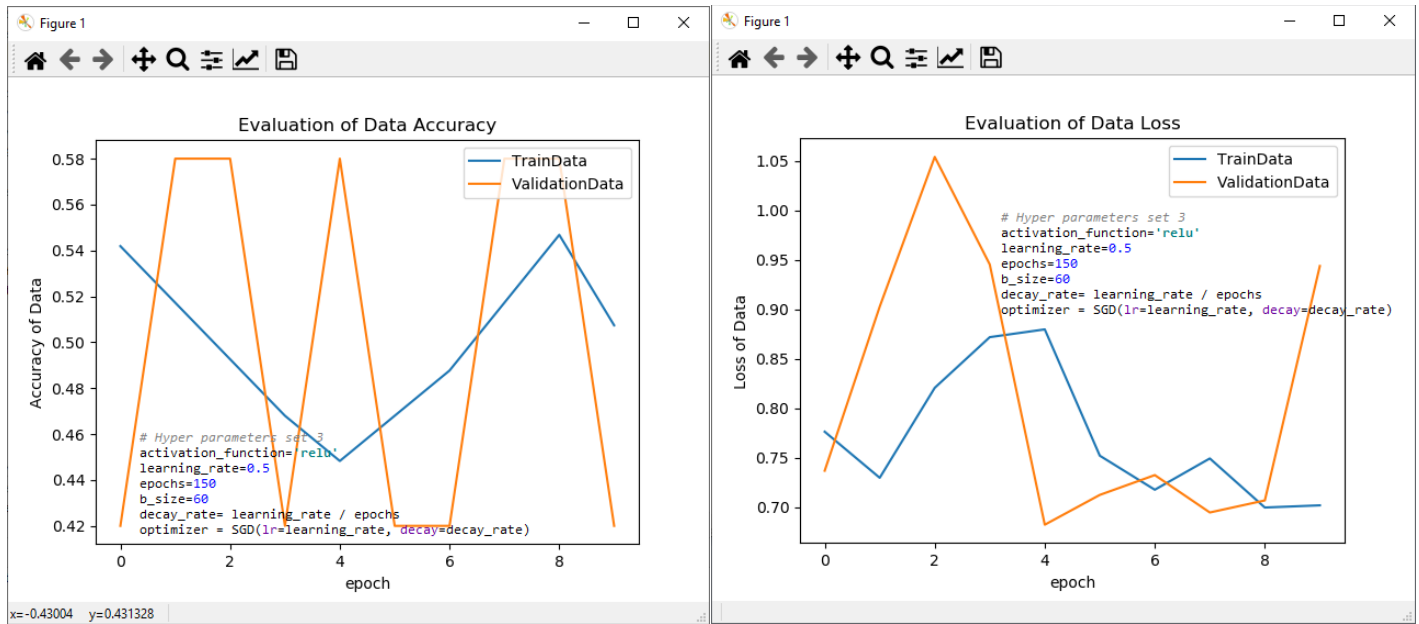 Figure 1
Evaluation of Data Accuracy
TrainData
ValidationData
Accuracy of Data
0.58
0.56
0.54
0.52
0.50
0.48
0.46
0.44
0.42
# Hyper parameters set 3
activation_function='relu'
learning_rate=0.5
epochs=150
b_size=60
decay_rate= learning_rate / epochs
optimizer = SGD(lr=learning_rate, decay=decay_rate)
0 2 4 6 8
epoch
x=-0.43004 y=0.431328
Figure 1
Evaluation of Data Loss
TrainData
ValidationData
Loss of Data
1.05
1.00
0.95
0.90
0.85
0.80
0.75
0.70
# Hyper parameters set 3
activation_function='relu'
learning_rate=0.5
epochs=150
b_size=60
decay_rate= learning_rate / epochs
optimizer = SGD(lr=learning_rate, decay=decay_rate)
0 2 4 6 8
epoch